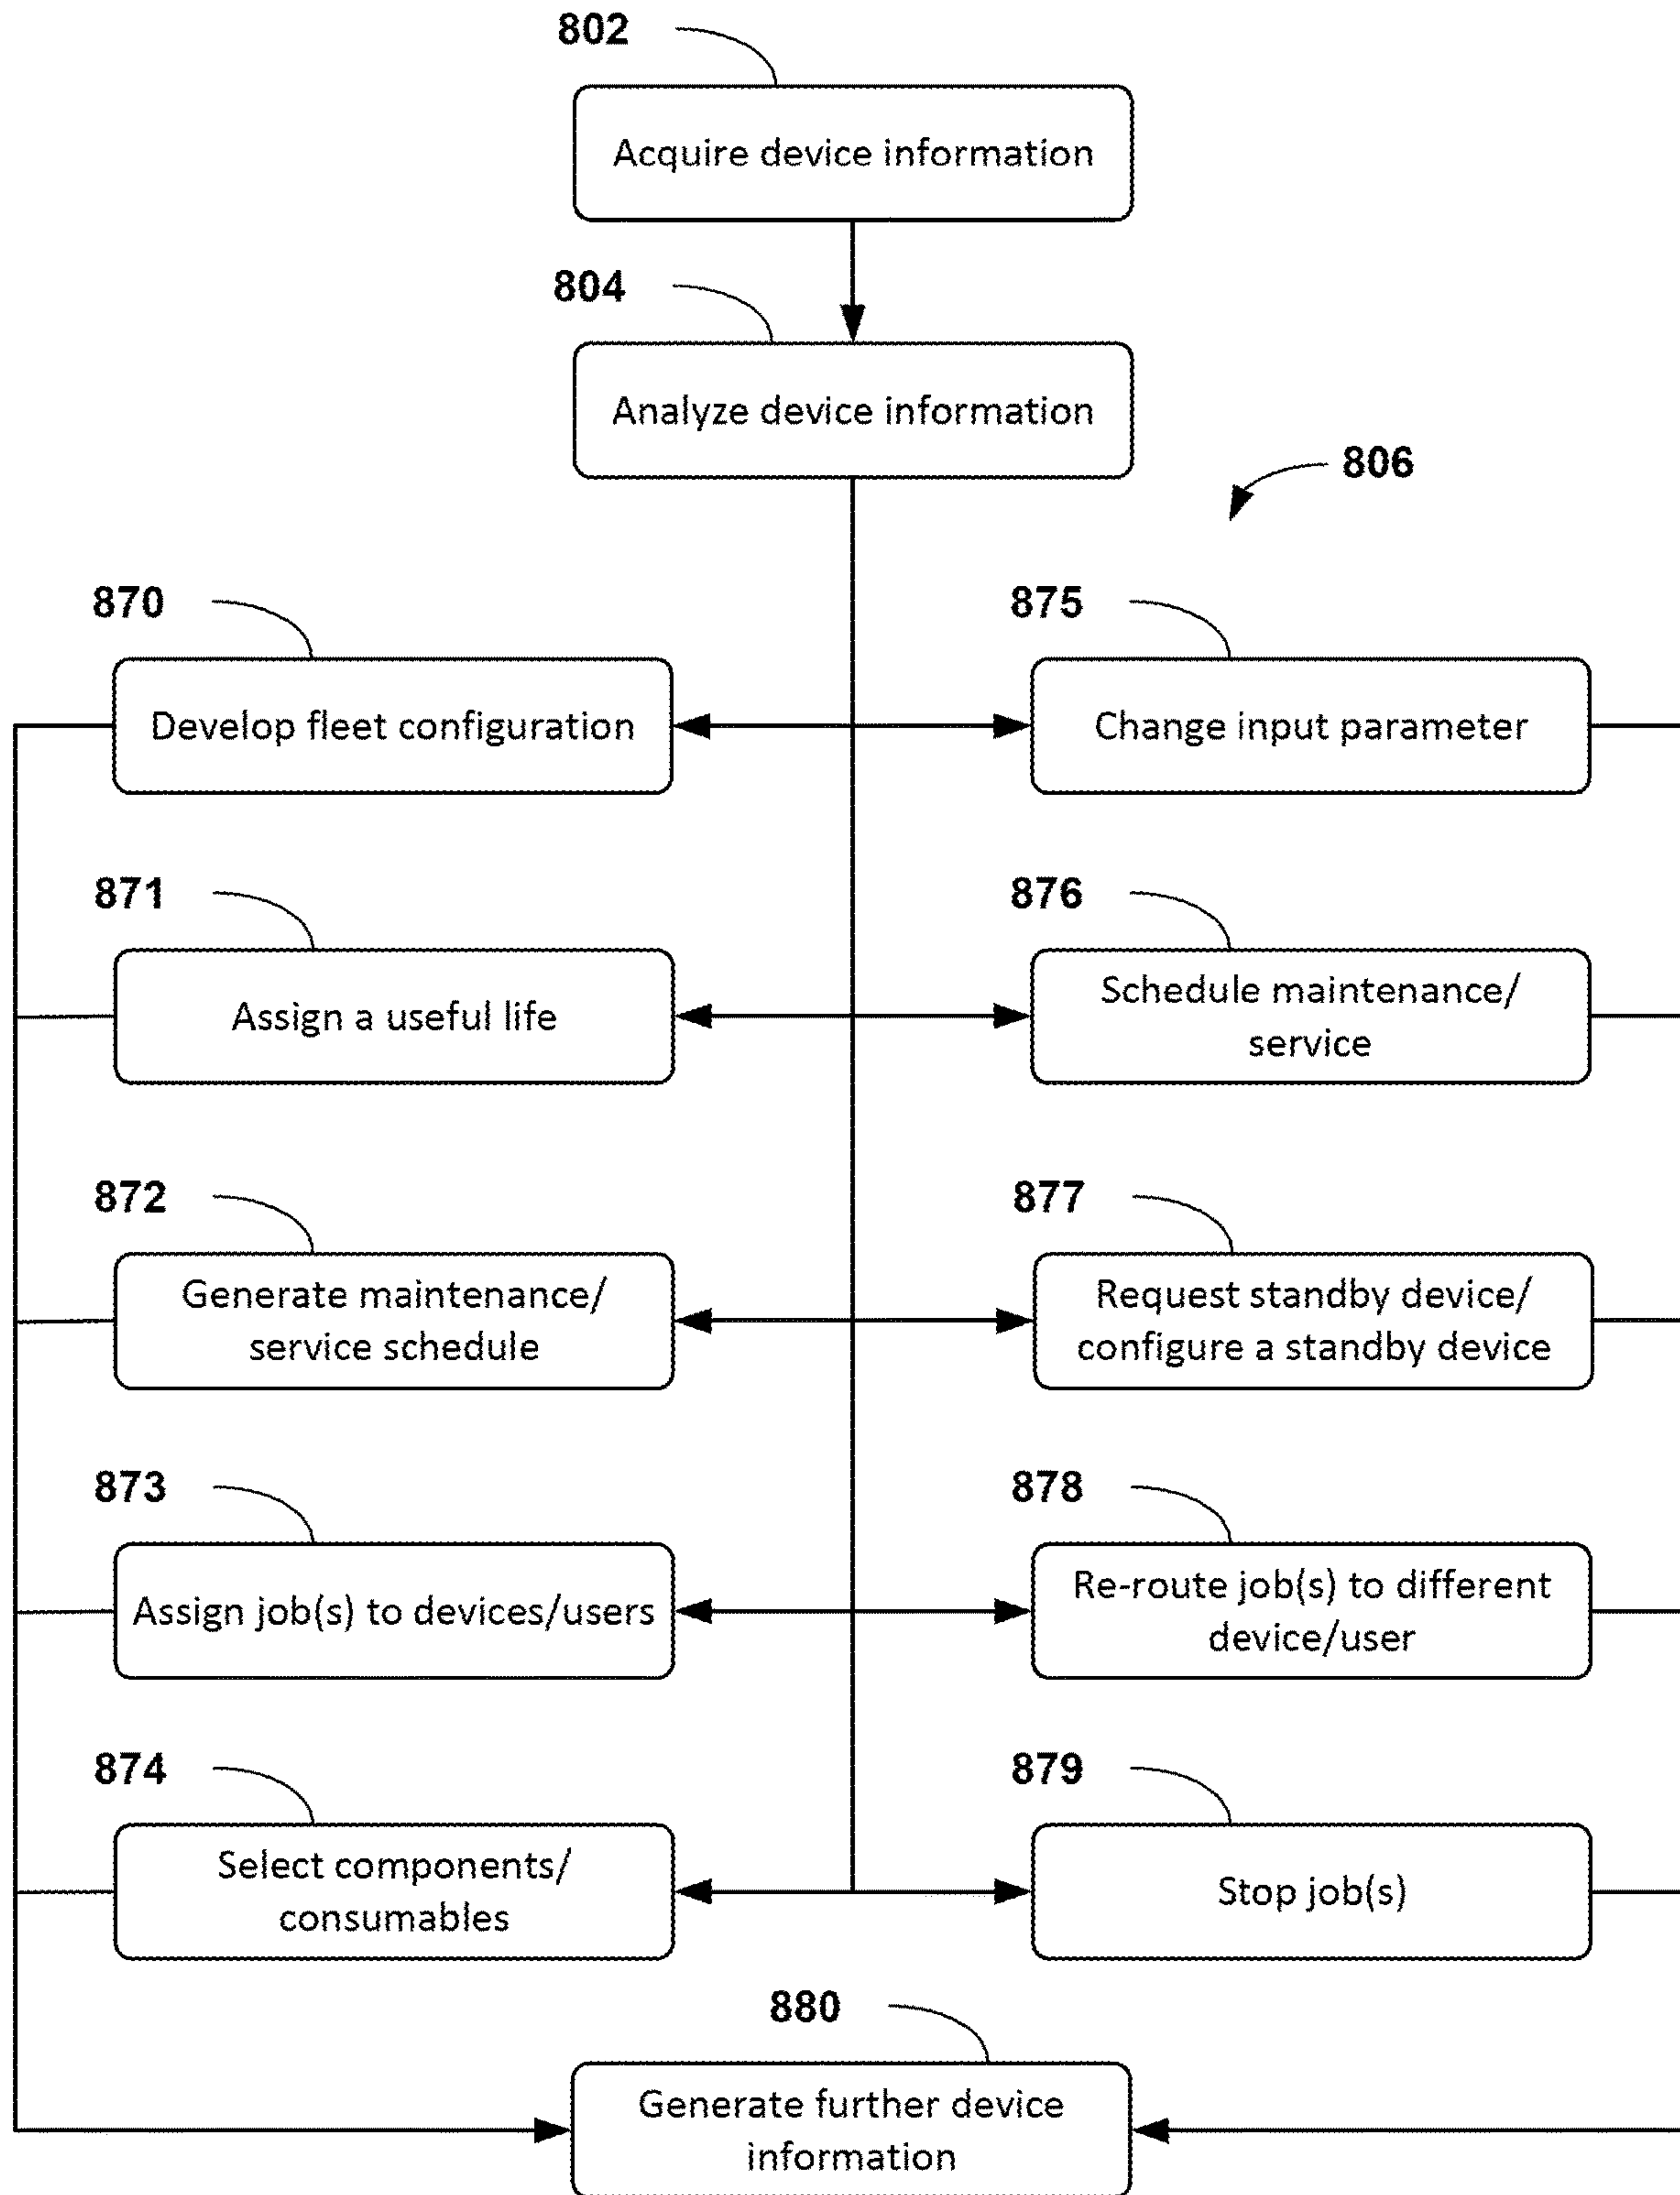 802
Acquire device information
804
Analyze device information
806
870
Develop fleet configuration
875
Change input parameter
871
Assign a useful life
876
Schedule maintenance/
service
872
Generate maintenance/
service schedule
877
Request standby device/
configure a standby device
873
Assign job(s) to devices/users
878
Re-route job(s) to different
device/user
874
Select components/
consumables
879
Stop job(s)
880
Generate further device
information